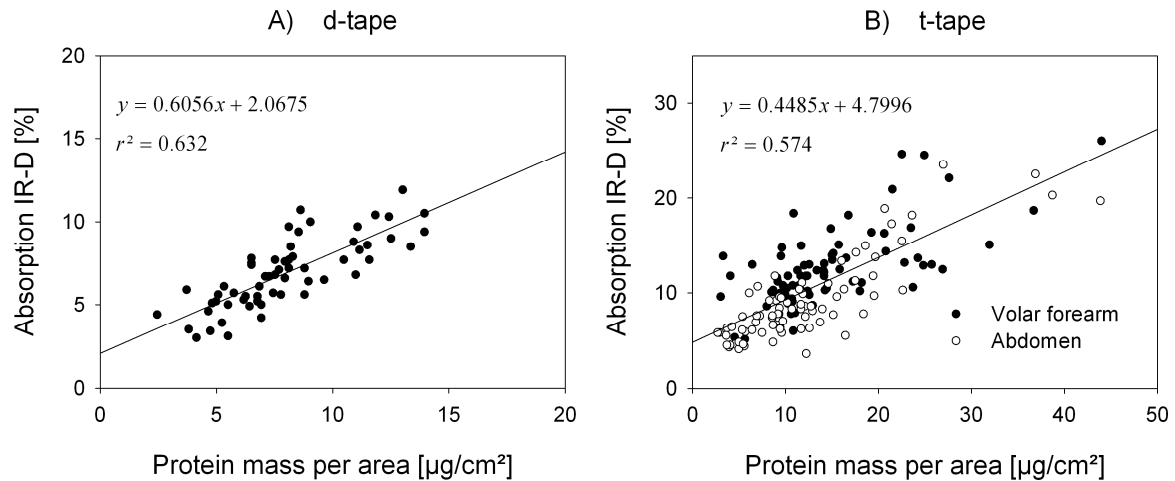 A) d-tape
20
15
10
5
0
y = 0.6056x + 2.0675
r² = 0.632
Absorption IR-D [%]
0 5 10 15 20
Protein mass per area [µg/cm²]
B) t-tape
30
20
10
0
y = 0.4485x + 4.7996
r² = 0.574
Absorption IR-D [%]
Volar forearm
Abdomen
0 10 20 30 40 50
Protein mass per area [µg/cm²]